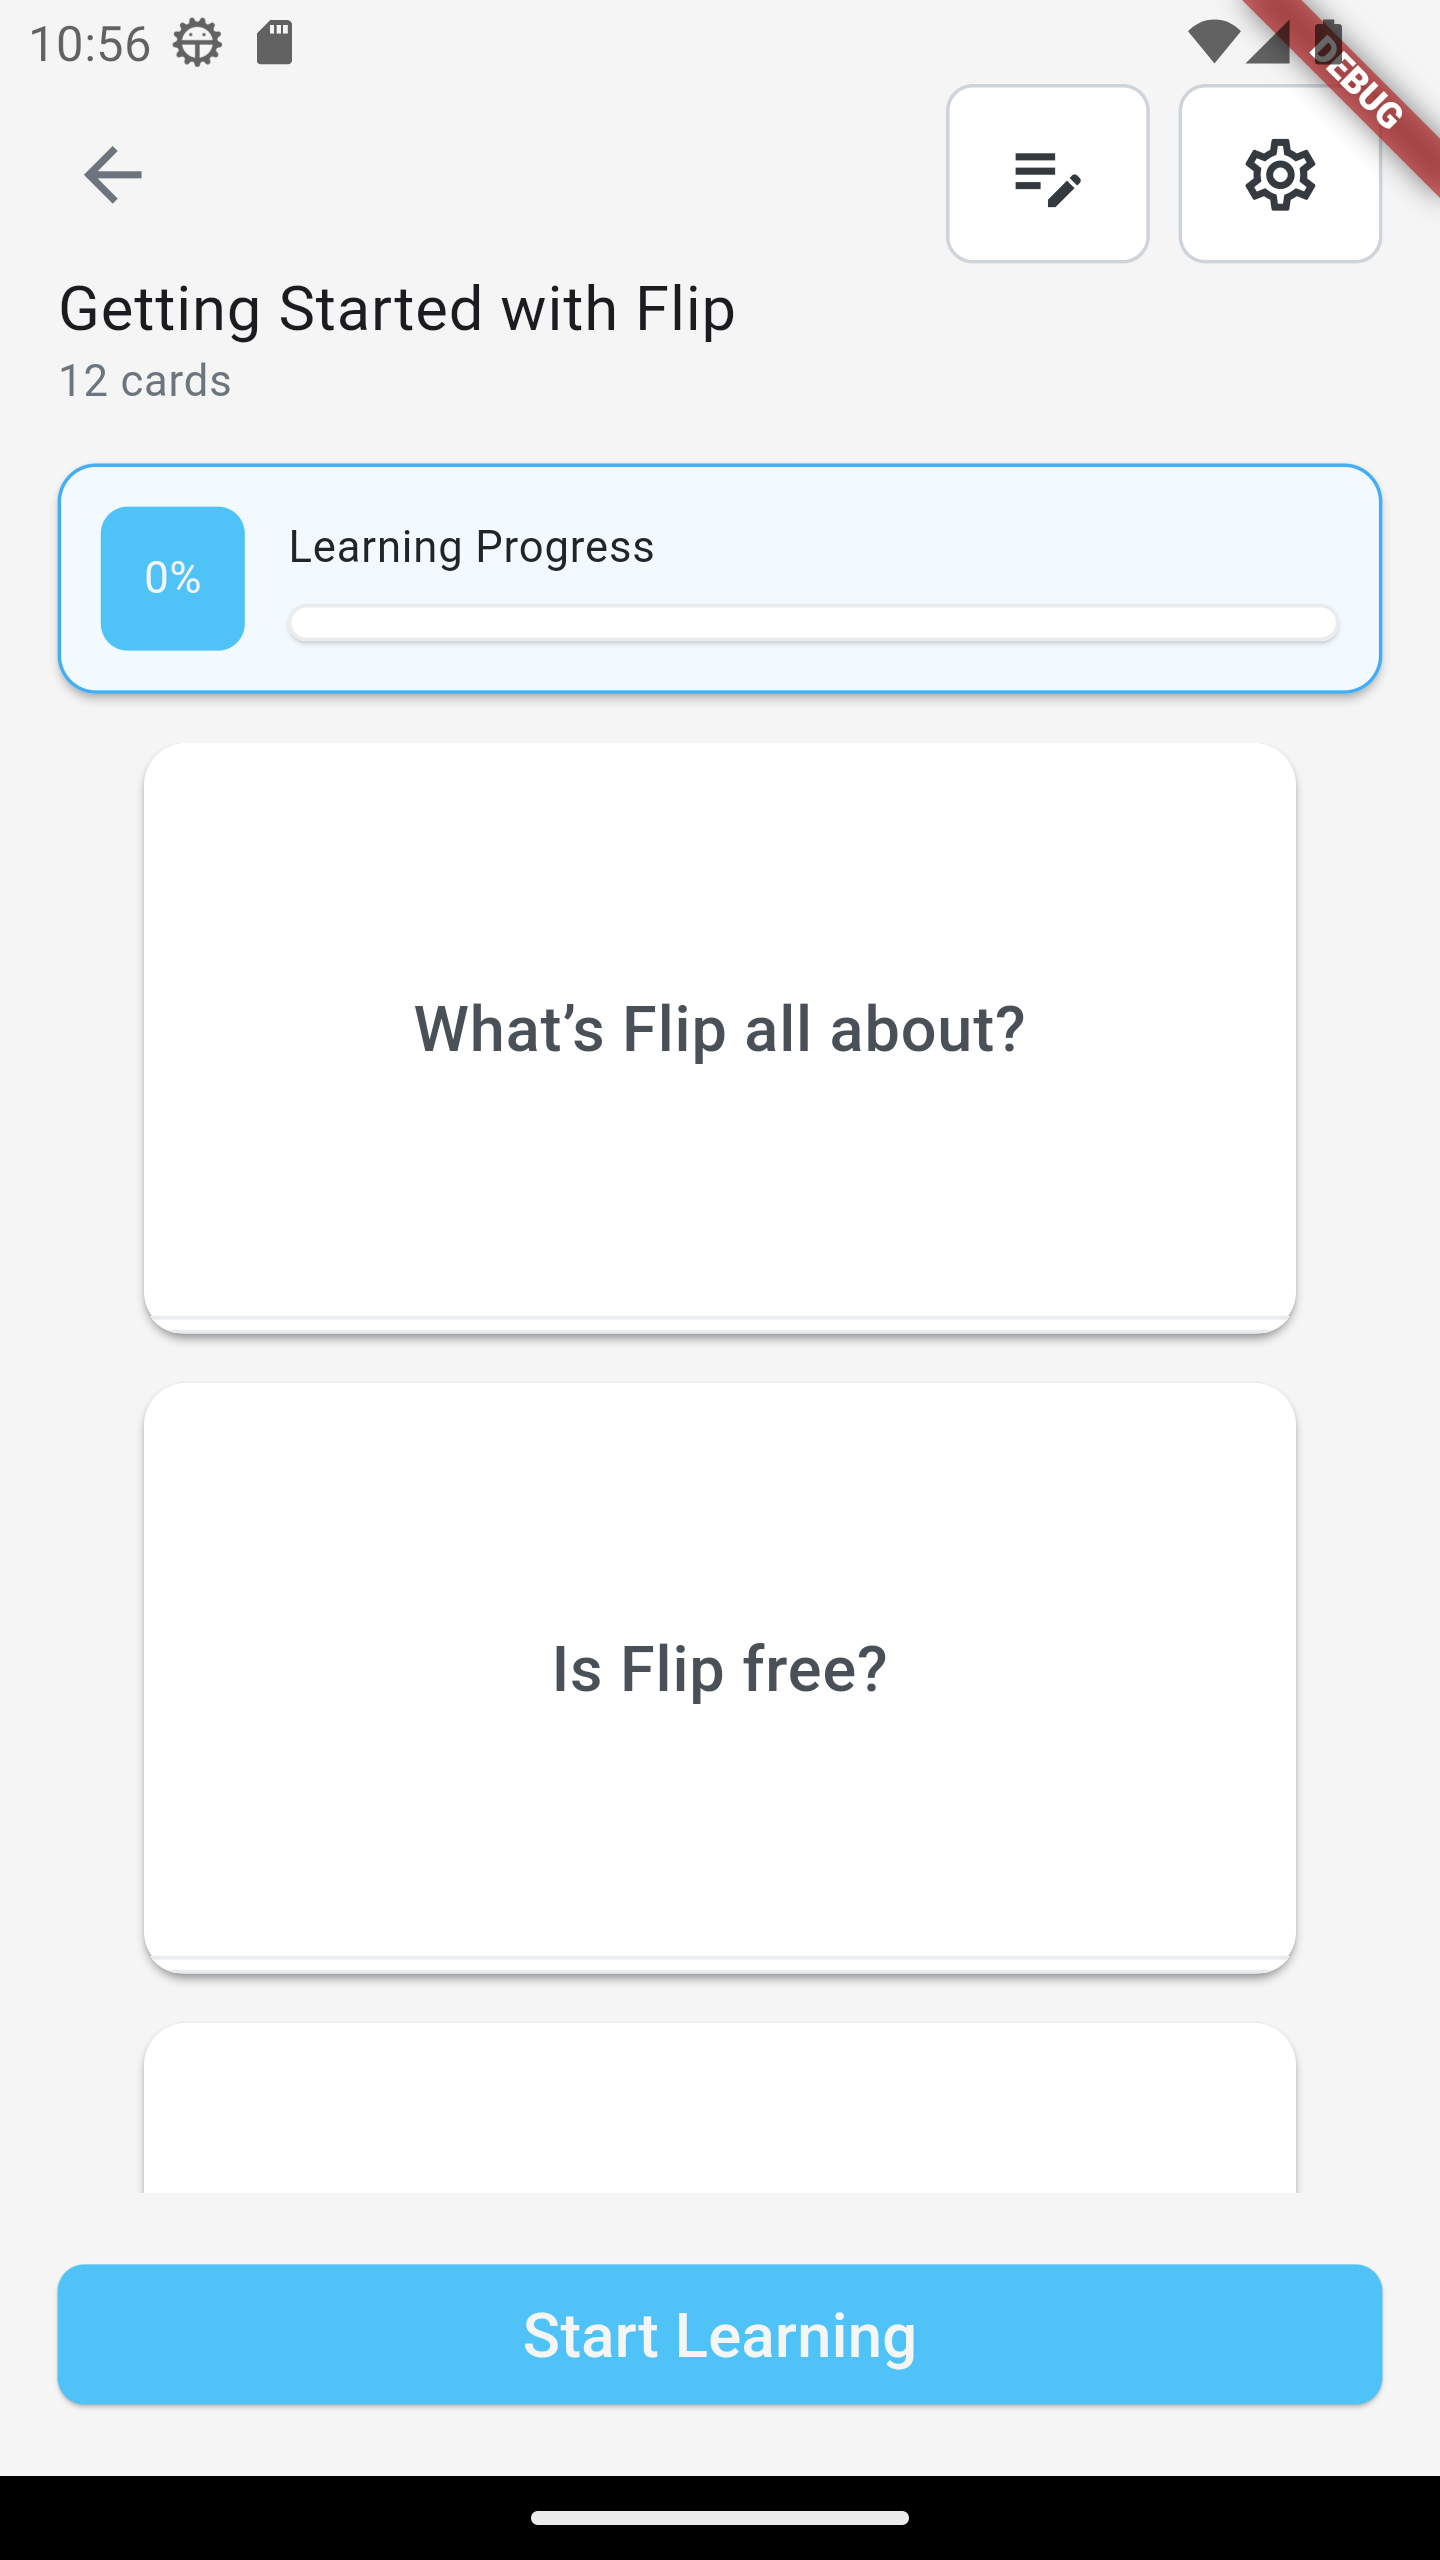 10:56
DEBUG
Getting Started with Flip
12 cards
0%
Learning Progress
What’s Flip all about?
Is Flip free?
Start Learning